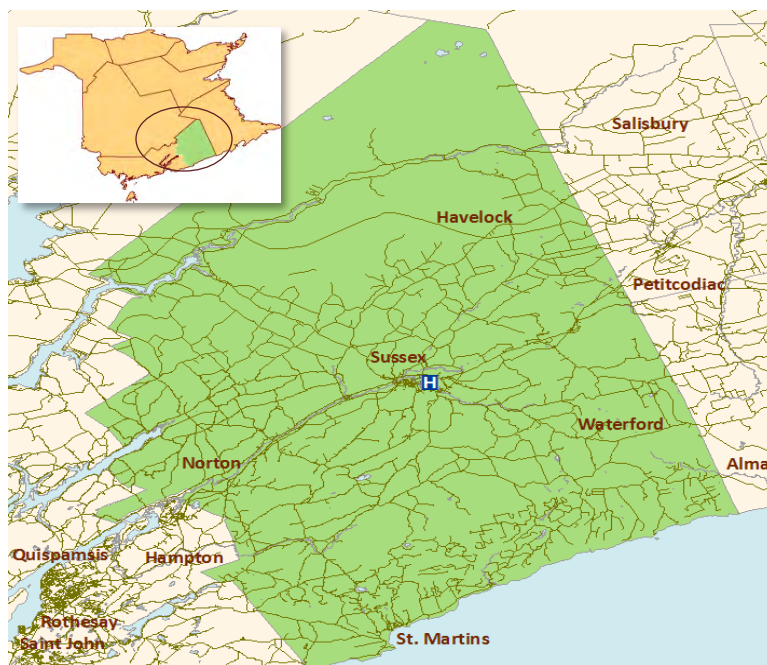 Salisbury
Havelock
Petitcodiac
Sussex
H
Waterford
Norton
Alma
Quispamsis
Hampton
Rothesay
Saint John
St. Martins